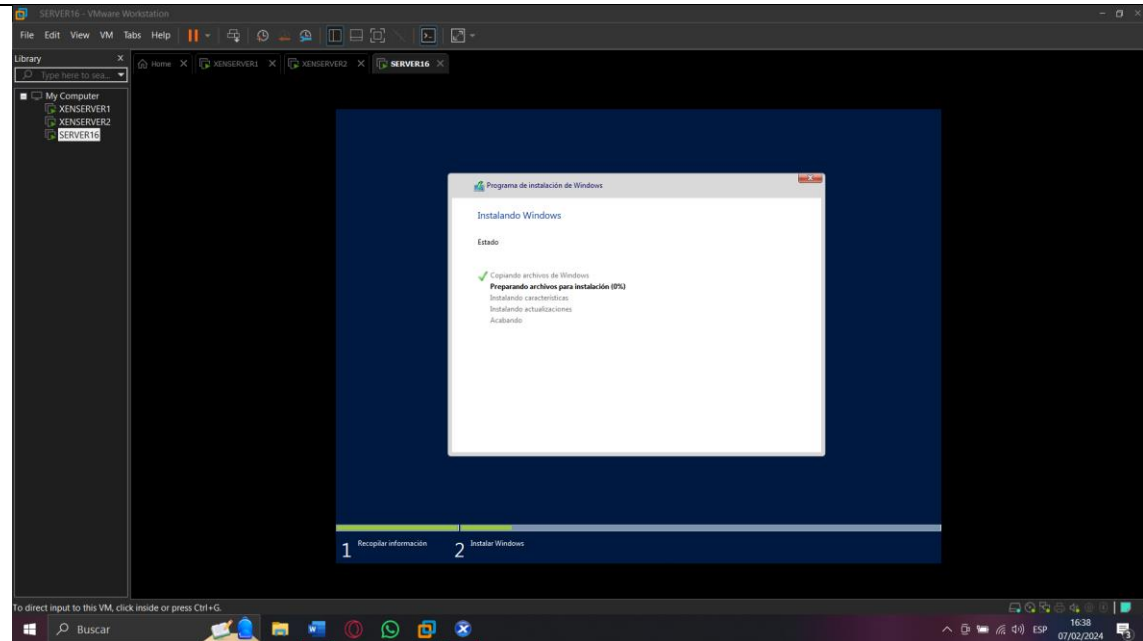 SERVER16 - VMware Workstation
File Edit View VM Tabs Help
Library X
Home X XENSERVER1 X XENSERVER2 X SERVER16 X
Type here to sea...
My Computer
XENSERVER1
XENSERVER2
SERVER16
Programa de instalación de Windows
Instalando Windows
Estado
Copiando archivos de Windows
Preparando archivos para instalación (0%)
Instalando características
Instalando actualizaciones
Acabando
1 Recopilar información 2 Instalar Windows
To direct input to this VM, click inside or press Ctrl+G.
Buscar
ESP
16:38
07/02/2024